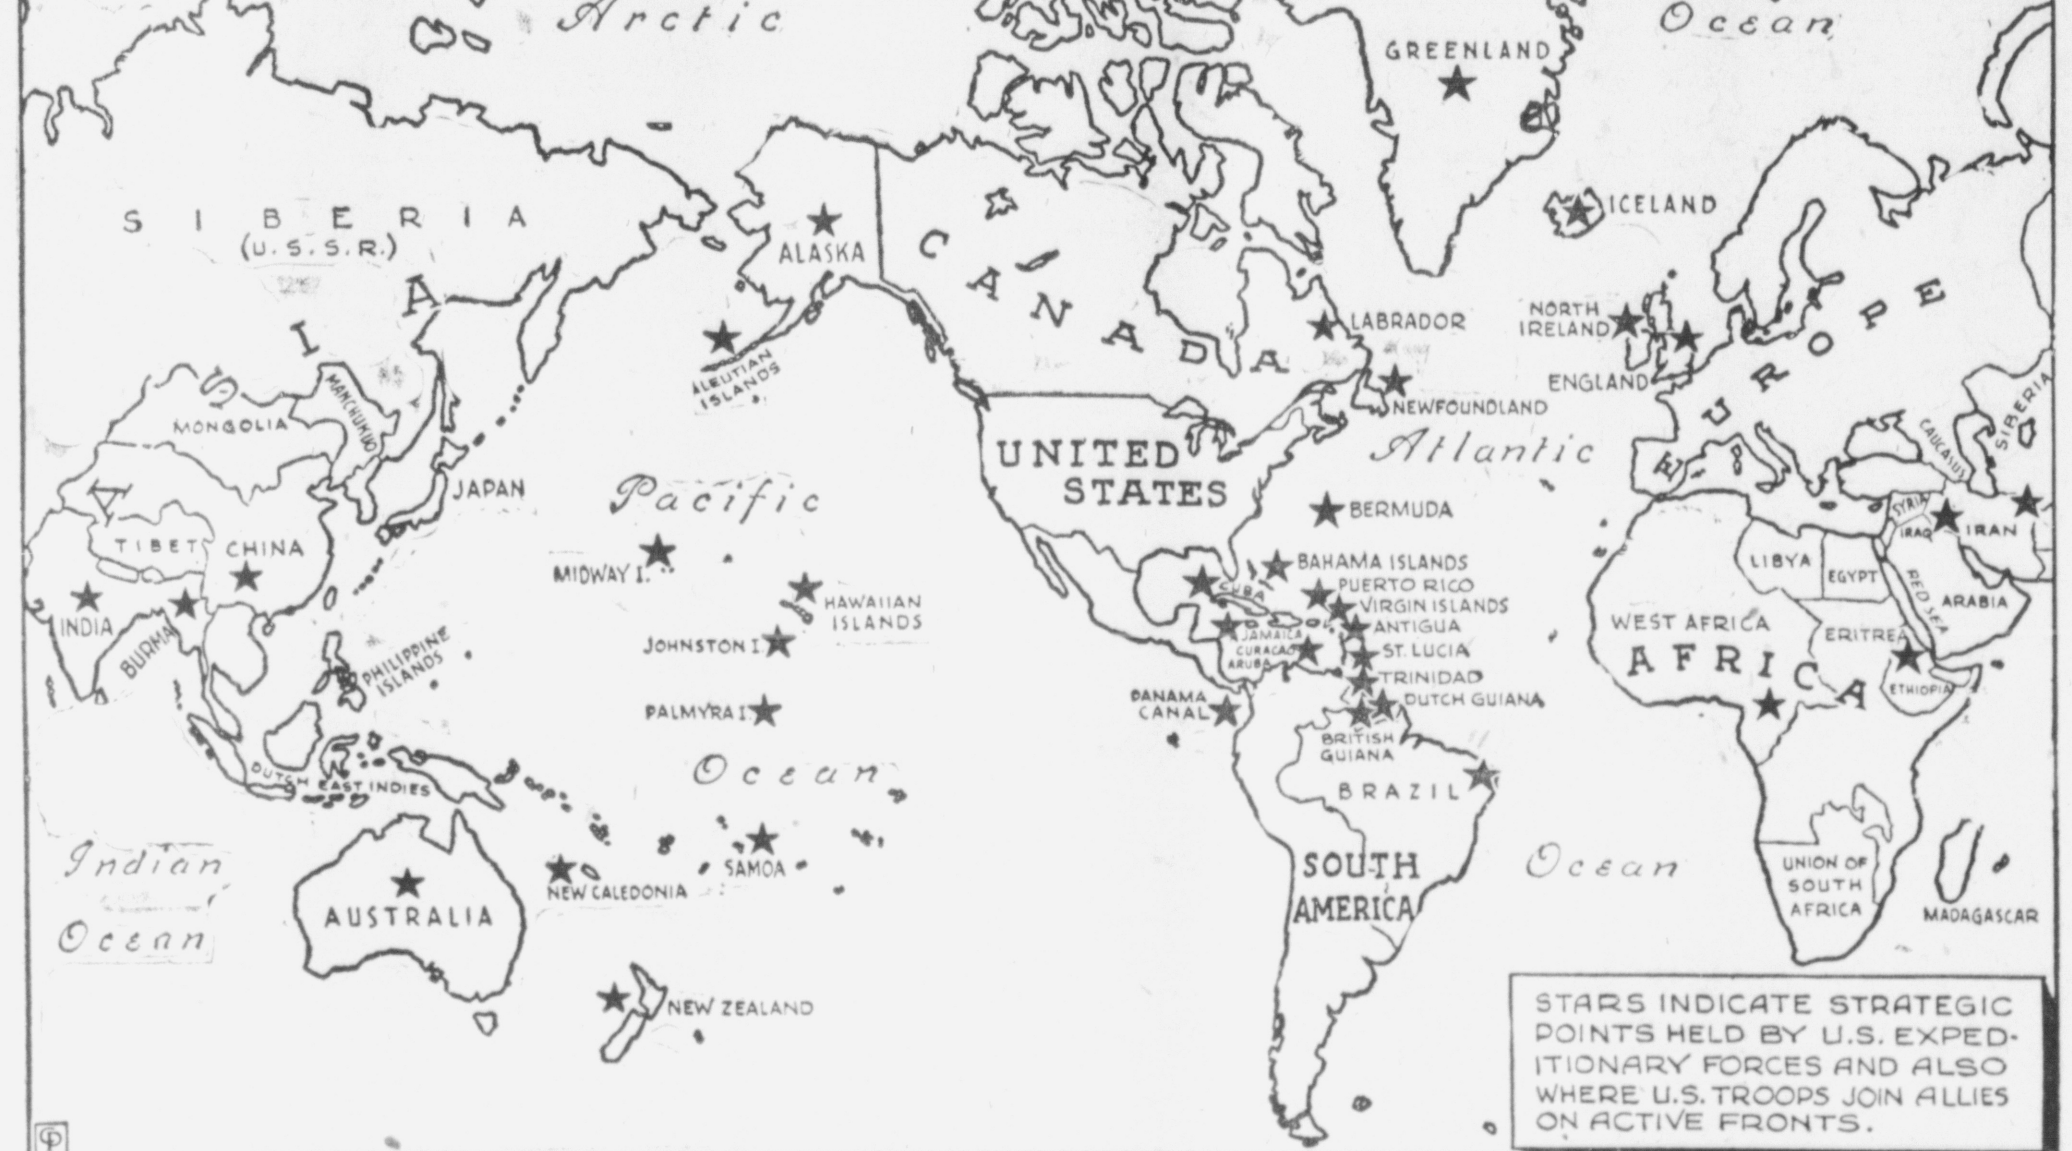 Arctic
Ocean
GREENLAND
ICELAND
SIBERIA
(U.S.S.R.)
ASIA
ALASKA
CANADA
LABRADOR
NORTH
IRELAND
ENGLAND
EUROPE
ALEUTIAN
ISLANDS
NEWFOUNDLAND
MONGOLIA
MANCHUKUO
CAUCASUS
SIBERIA
UNITED
STATES
Atlantic
JAPAN
Pacific
BERMUDA
SYRIA
IRAQ
IRAN
TIBET
CHINA
MIDWAY I.
BAHAMA ISLANDS
LIBYA
EGYPT
RED SEA
ARABIA
CUBA
PUERTO RICO
VIRGIN ISLANDS
HAWAIIAN
ISLANDS
INDIA
BURMA
PHILIPPINE
ISLANDS
JOHNSTON I.
JAMAICA
CURACAO
ARUBA
ANTIGUA
ST. LUCIA
TRINIDAD
DUTCH GUIANA
WEST AFRICA
AFRICA
ERITREA
ETHIOPIA
PALMYRA I.
PANAMA
CANAL
BRITISH
GUIANA
BRAZIL
DUTCH EAST INDIES
Ocean
Indian
Ocean
AUSTRALIA
NEW CALEDONIA
SAMOA
SOUTH
AMERICA
Ocean
UNION OF
SOUTH
AFRICA
MADAGASCAR
NEW ZEALAND
STARS INDICATE STRATEGIC
POINTS HELD BY U.S. EXPED-
ITIONARY FORCES AND ALSO
WHERE U.S. TROOPS JOIN ALLIES
ON ACTIVE FRONTS.
CP